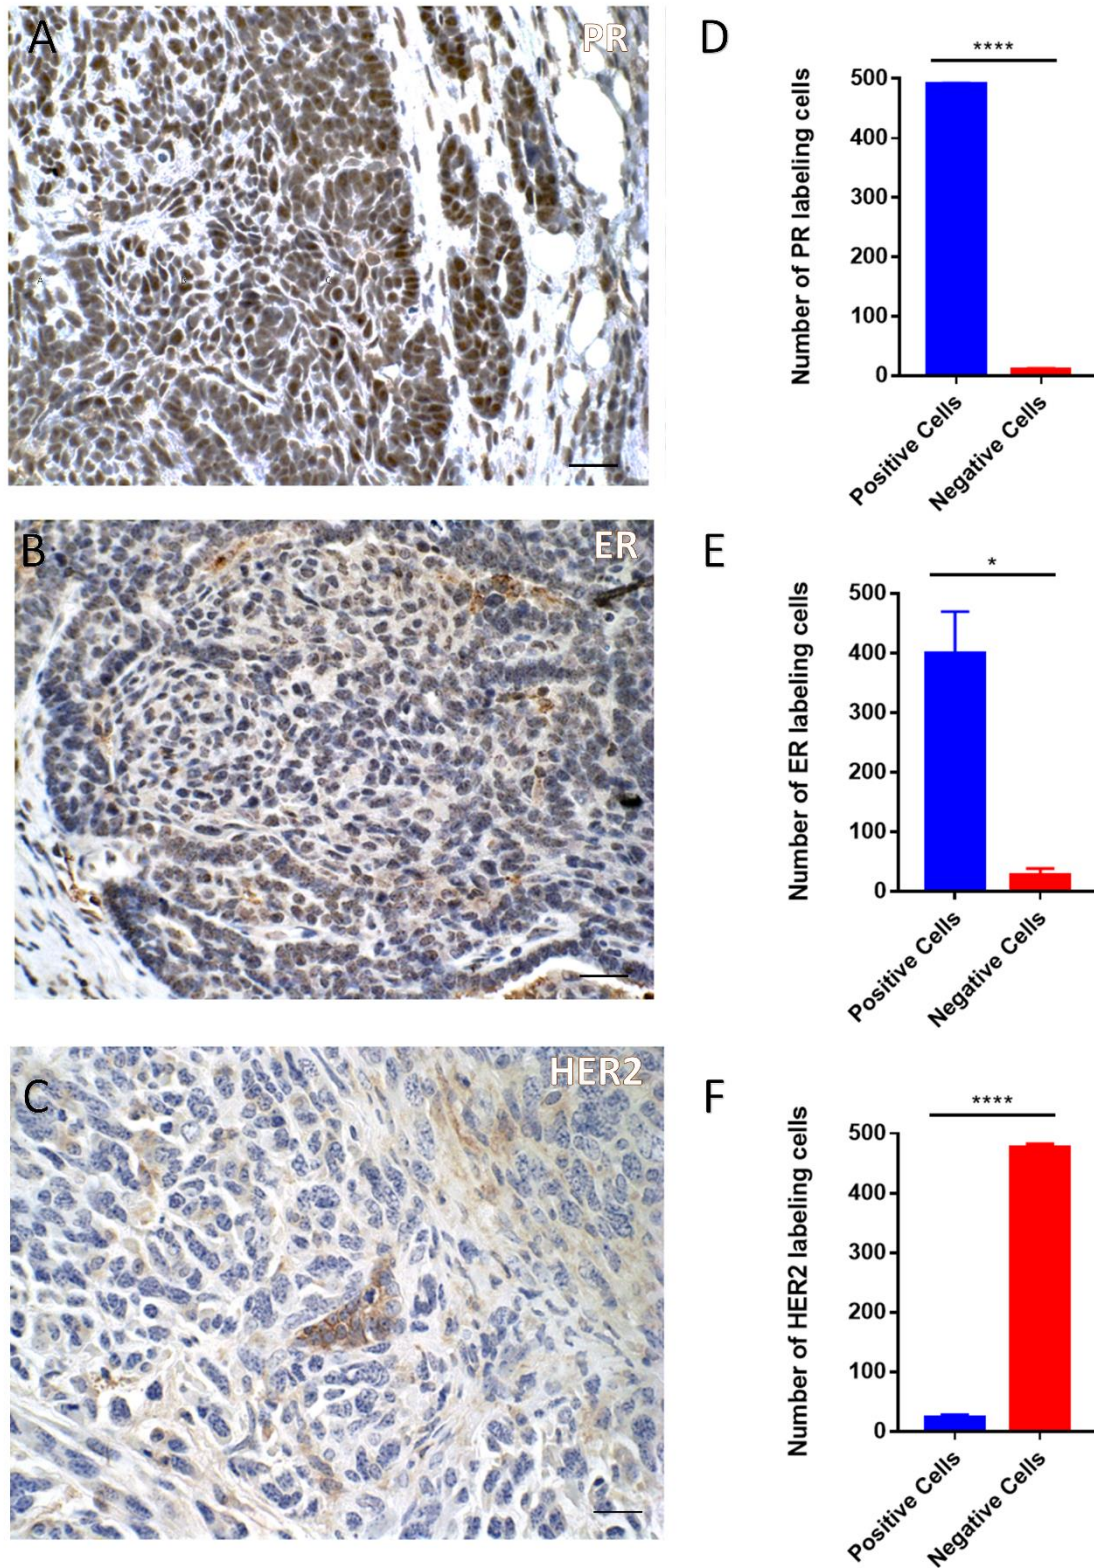 A
PR
D
****
Number of PR labeling cells
500
400
300
200
100
0
Positive Cells
Negative Cells
B
ER
E
*
Number of ER labeling cells
500
400
300
200
100
0
Positive Cells
Negative Cells
C
HER2
F
****
Number of HER2 labeling cells
500
400
300
200
100
0
Positive Cells
Negative Cells